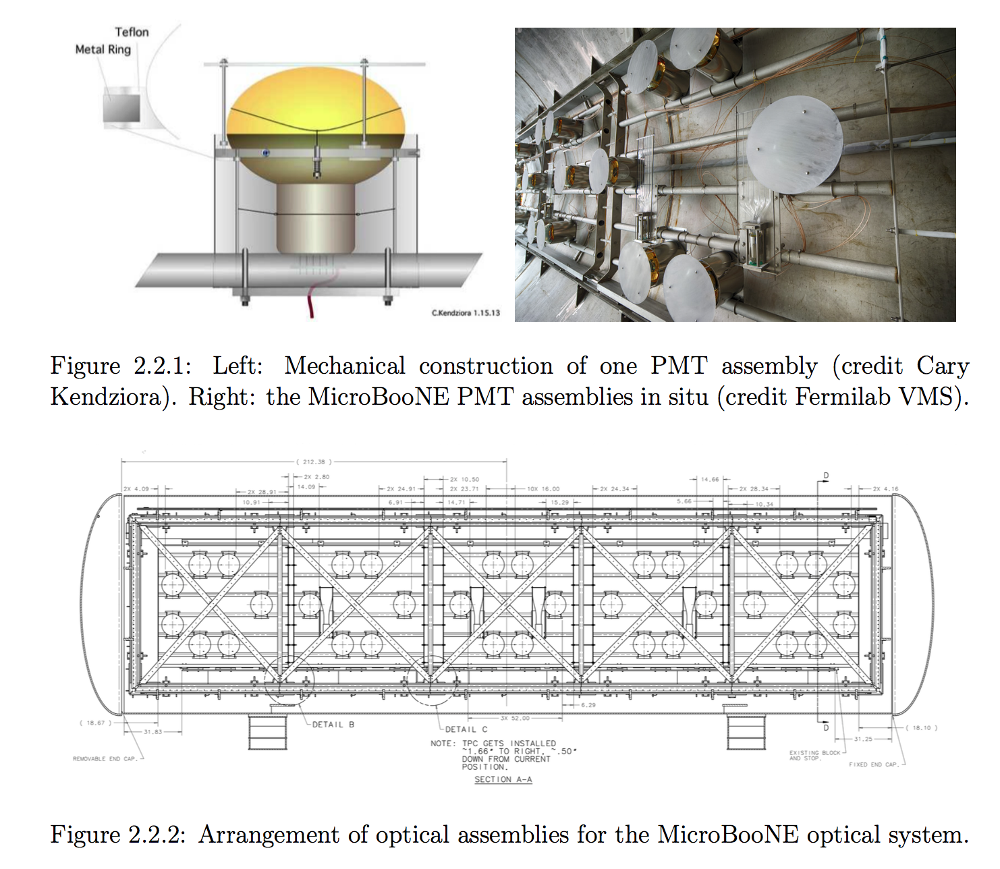 Teflon
Metal Ring
C.Kendziora 1.15.13
Figure 2.2.1: Left: Mechanical construction of one PMT assembly (credit Cary
Kendziora). Right: the MicroBooNE PMT assemblies in situ (credit Fermilab VMS).
( 212.38 )
D
2X 2.80
2X 10.50
14.66
2X 4.09
2X 28.91
14.09
2X 24.91
2X 23.71
10X 16.00
2X 24.34
2X 28.34
2X 4.16
10.91
6.91
14.71
15.29
5.66
10.34
6.29
3X 52.00
( 18.67 )
31.83
DETAIL B
DETAIL C
D
( 18.10 )
31.25
NOTE: TPC GETS INSTALLED
~1.66" TO RIGHT, ~.50"
DOWN FROM CURRENT
POSITION.
SECTION A-A
REMOVABLE END CAP.
EXISTING BLOCK
AND STOP.
FIXED END CAP.
Figure 2.2.2: Arrangement of optical assemblies for the MicroBooNE optical system.